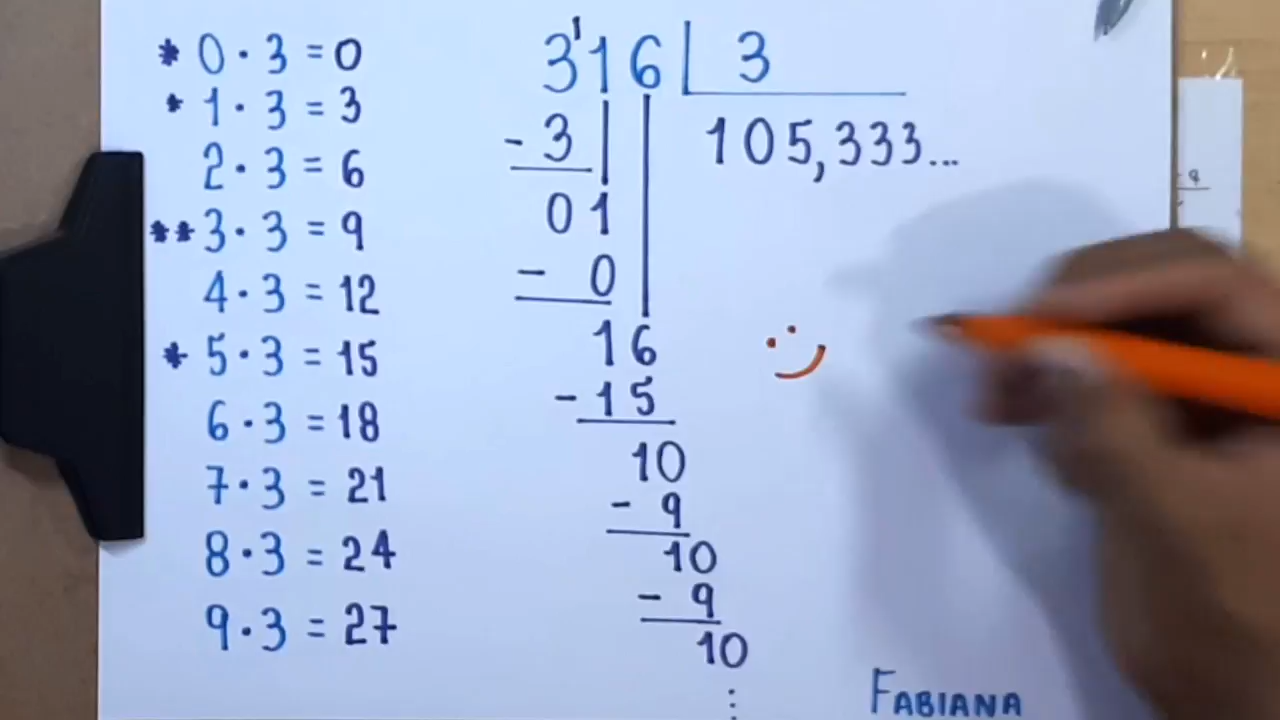 * 0 · 3 = 0
* 1 · 3 = 3
2 · 3 = 6
** 3 · 3 = 9
4 · 3 = 12
* 5 · 3 = 15
6 · 3 = 18
7 · 3 = 21
8 · 3 = 24
9 · 3 = 27
3'16 | 3
- 3 105,333...
01
- 0
16
- 15
10
- 9
10
- 9
10
⋮
FABIANA